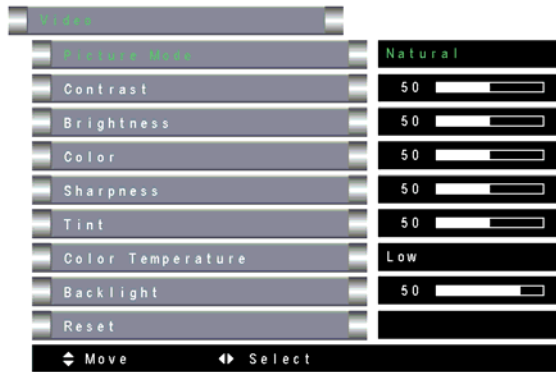 Video
Picture Mode Natural
Contrast 50
Brightness 50
Color 50
Sharpness 50
Tint 50
Color Temperature Low
Backlight 50
Reset
Move Select